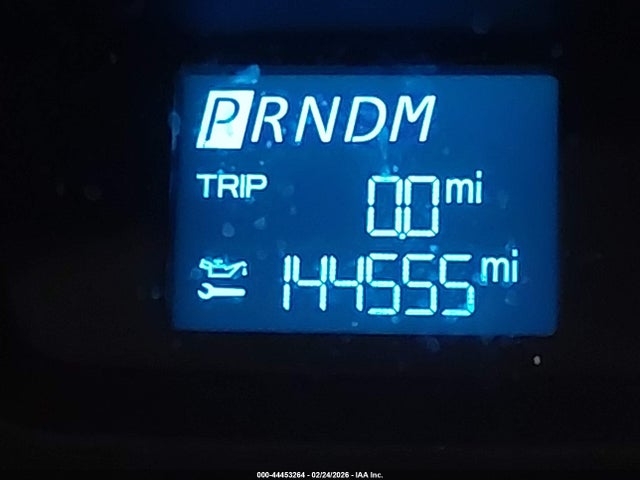 PRNDM
TRIP 0.0 mi
144555 mi
000-44453264 - 02/24/2026 - IAA Inc.